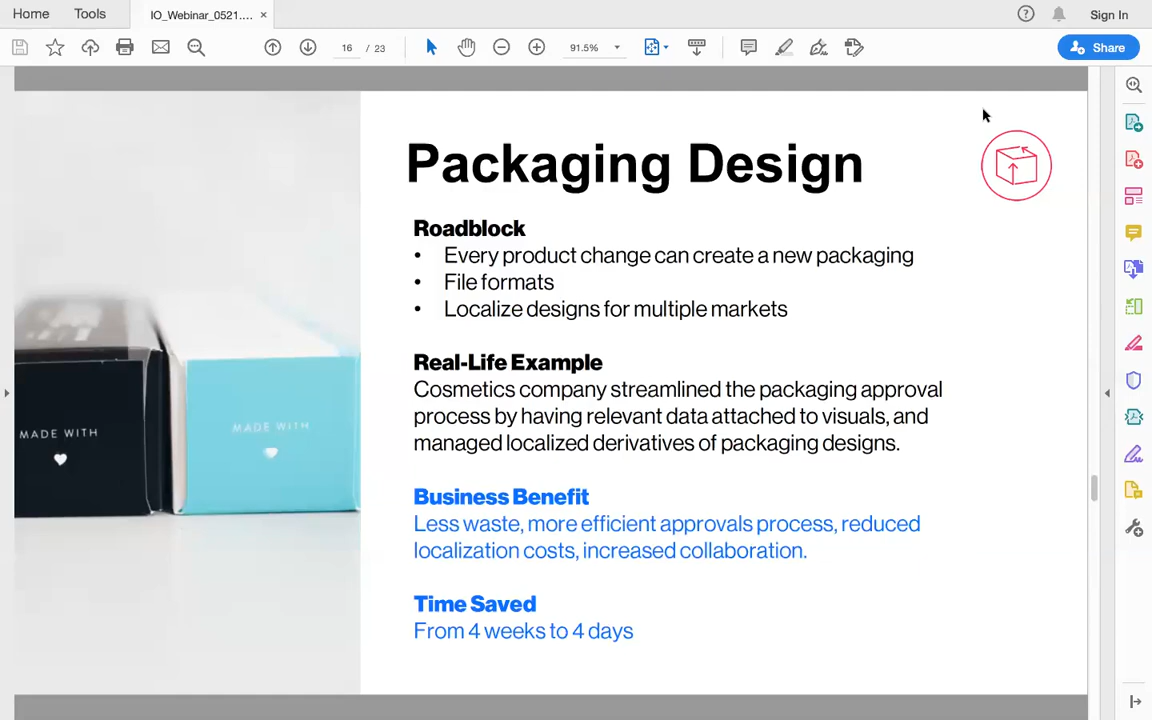 Home
Tools
IO_Webinar_0521....
Sign In
16 / 23
91.5%
Share
Packaging Design
Roadblock
• Every product change can create a new packaging
• File formats
• Localize designs for multiple markets
Real-Life Example
Cosmetics company streamlined the packaging approval
process by having relevant data attached to visuals, and
managed localized derivatives of packaging designs.
Business Benefit
Less waste, more efficient approvals process, reduced
localization costs, increased collaboration.
Time Saved
From 4 weeks to 4 days
MADE WITH
MADE WITH